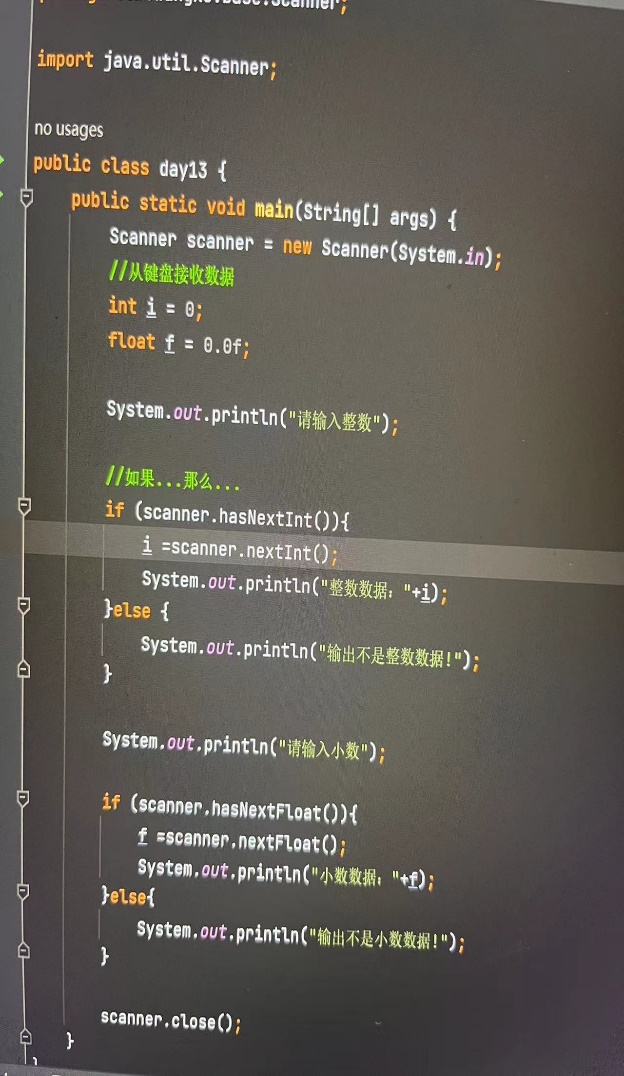 import java.util.Scanner;
no usages
public class day13 {
public static void main(String[] args) {
Scanner scanner = new Scanner(System.in);
//从键盘接收数据
int i = 0;
float f = 0.0f;
System.out.println("请输入整数");
//如果...那么...
if (scanner.hasNextInt()){
i =scanner.nextInt();
System.out.println("整数数据："+i);
}else {
System.out.println("输出不是整数数据!");
}
System.out.println("请输入小数");
if (scanner.hasNextFloat()){
f =scanner.nextFloat();
System.out.println("小数数据："+f);
}else{
System.out.println("输出不是小数数据!");
}
scanner.close();
}
}